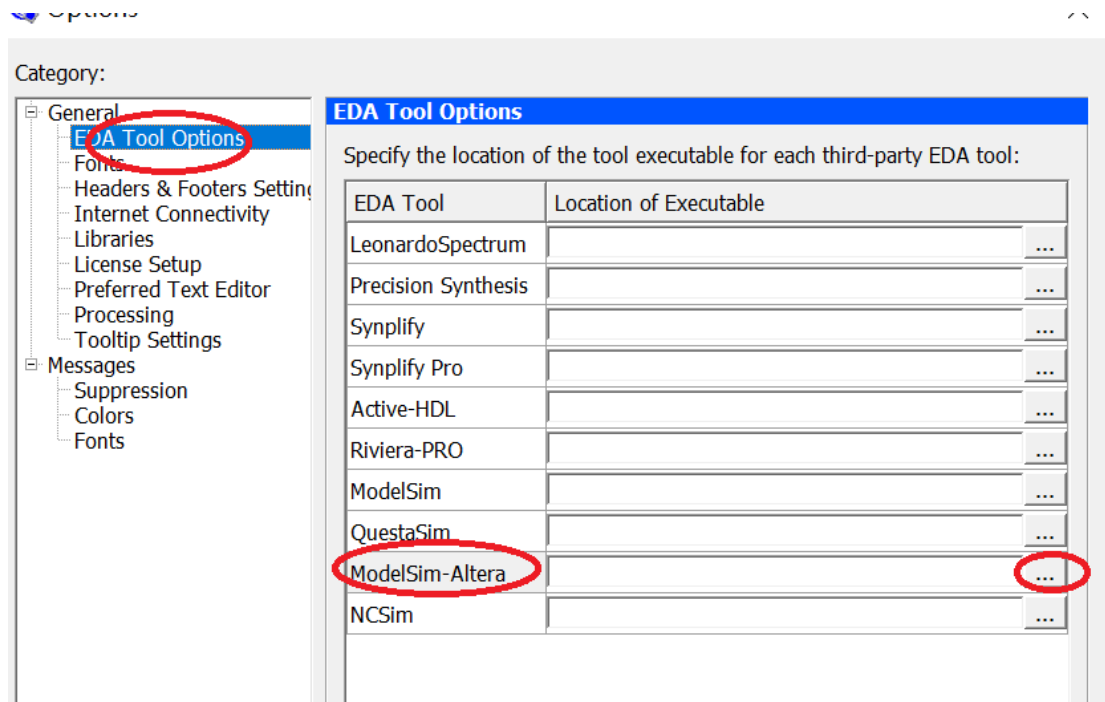 Options
Category:
General
EDA Tool Options
Fonts
Headers & Footers Setting
Internet Connectivity
Libraries
License Setup
Preferred Text Editor
Processing
Tooltip Settings
Messages
Suppression
Colors
Fonts
EDA Tool Options
Specify the location of the tool executable for each third-party EDA tool:
EDA Tool Location of Executable
LeonardoSpectrum ...
Precision Synthesis ...
Synplify ...
Synplify Pro ...
Active-HDL ...
Riviera-PRO ...
ModelSim ...
QuestaSim ...
ModelSim-Altera ...
NCSim ...